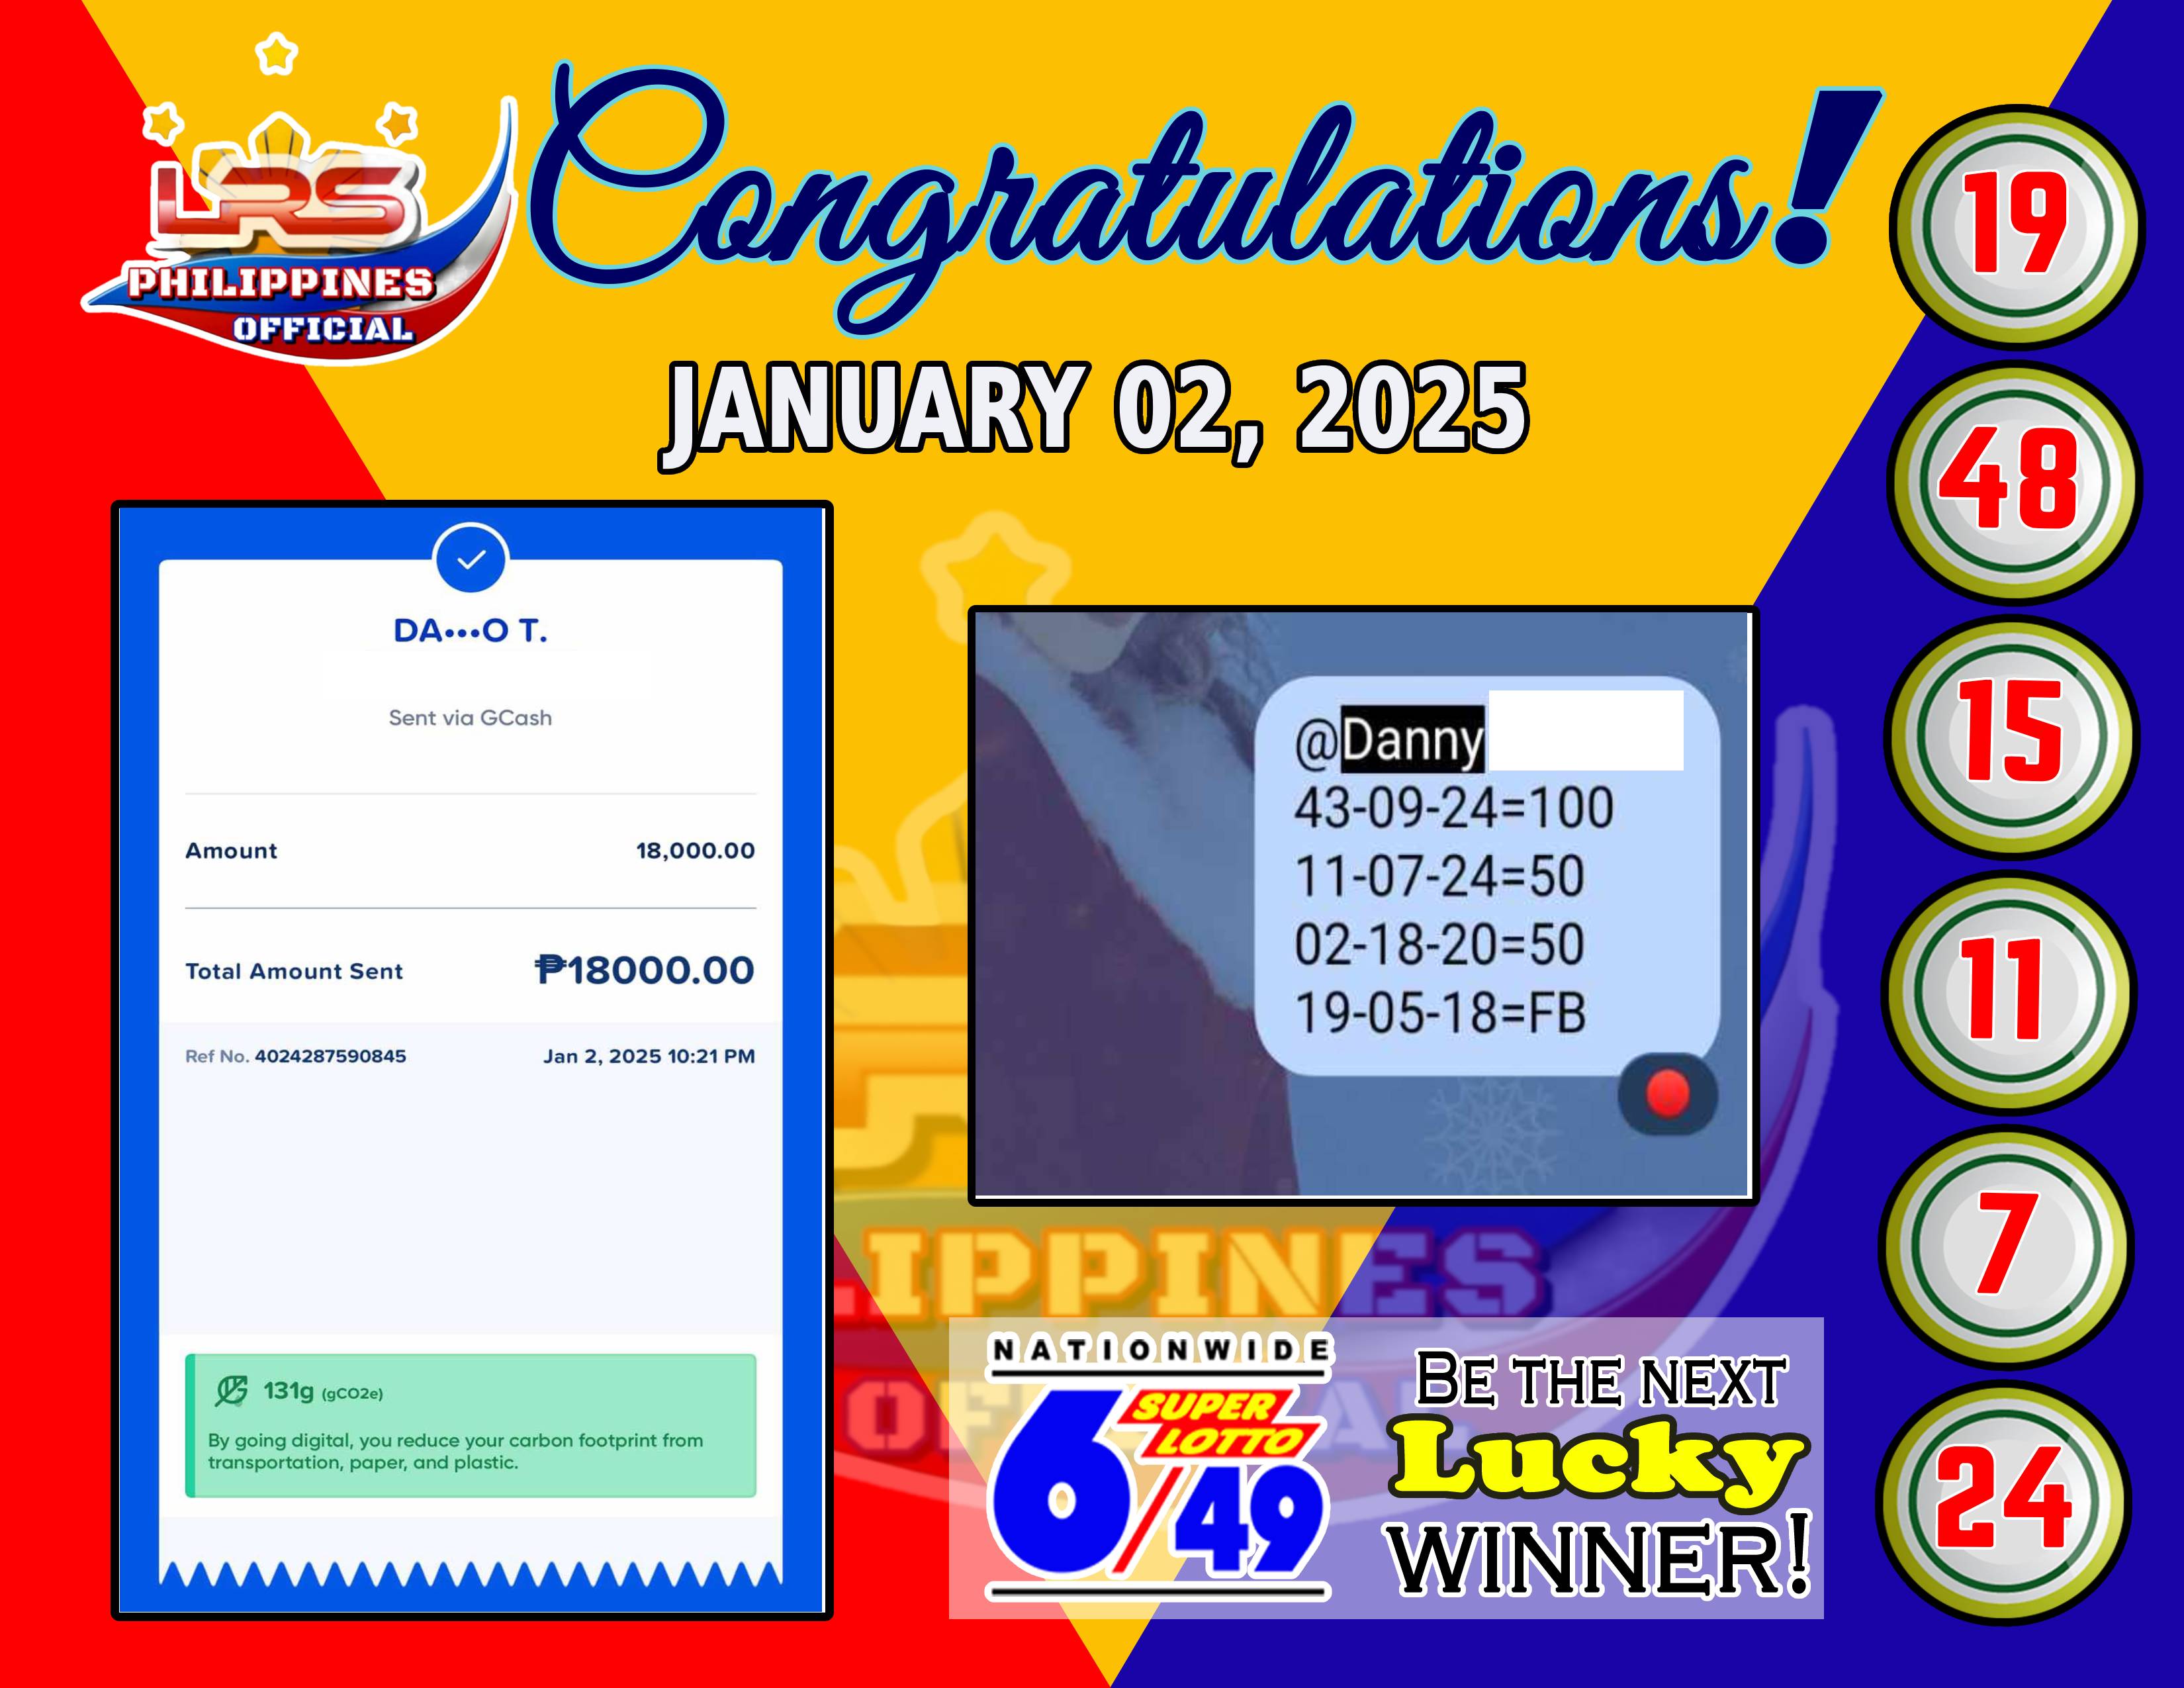 LRS
PHILIPPINES
OFFICIAL
Congratulations!
JANUARY 02, 2025
DA•••O T.
Sent via GCash
Amount 18,000.00
Total Amount Sent ₱18000.00
Ref No. 4024287590845 Jan 2, 2025 10:21 PM
131g (gCO2e)
By going digital, you reduce your carbon footprint from
transportation, paper, and plastic.
@Danny
43-09-24=100
11-07-24=50
02-18-20=50
19-05-18=FB
LIPPINES
NATIONWIDE
SUPER
LOTTO
6/49
BE THE NEXT
Lucky
WINNER!
19
48
15
11
7
24